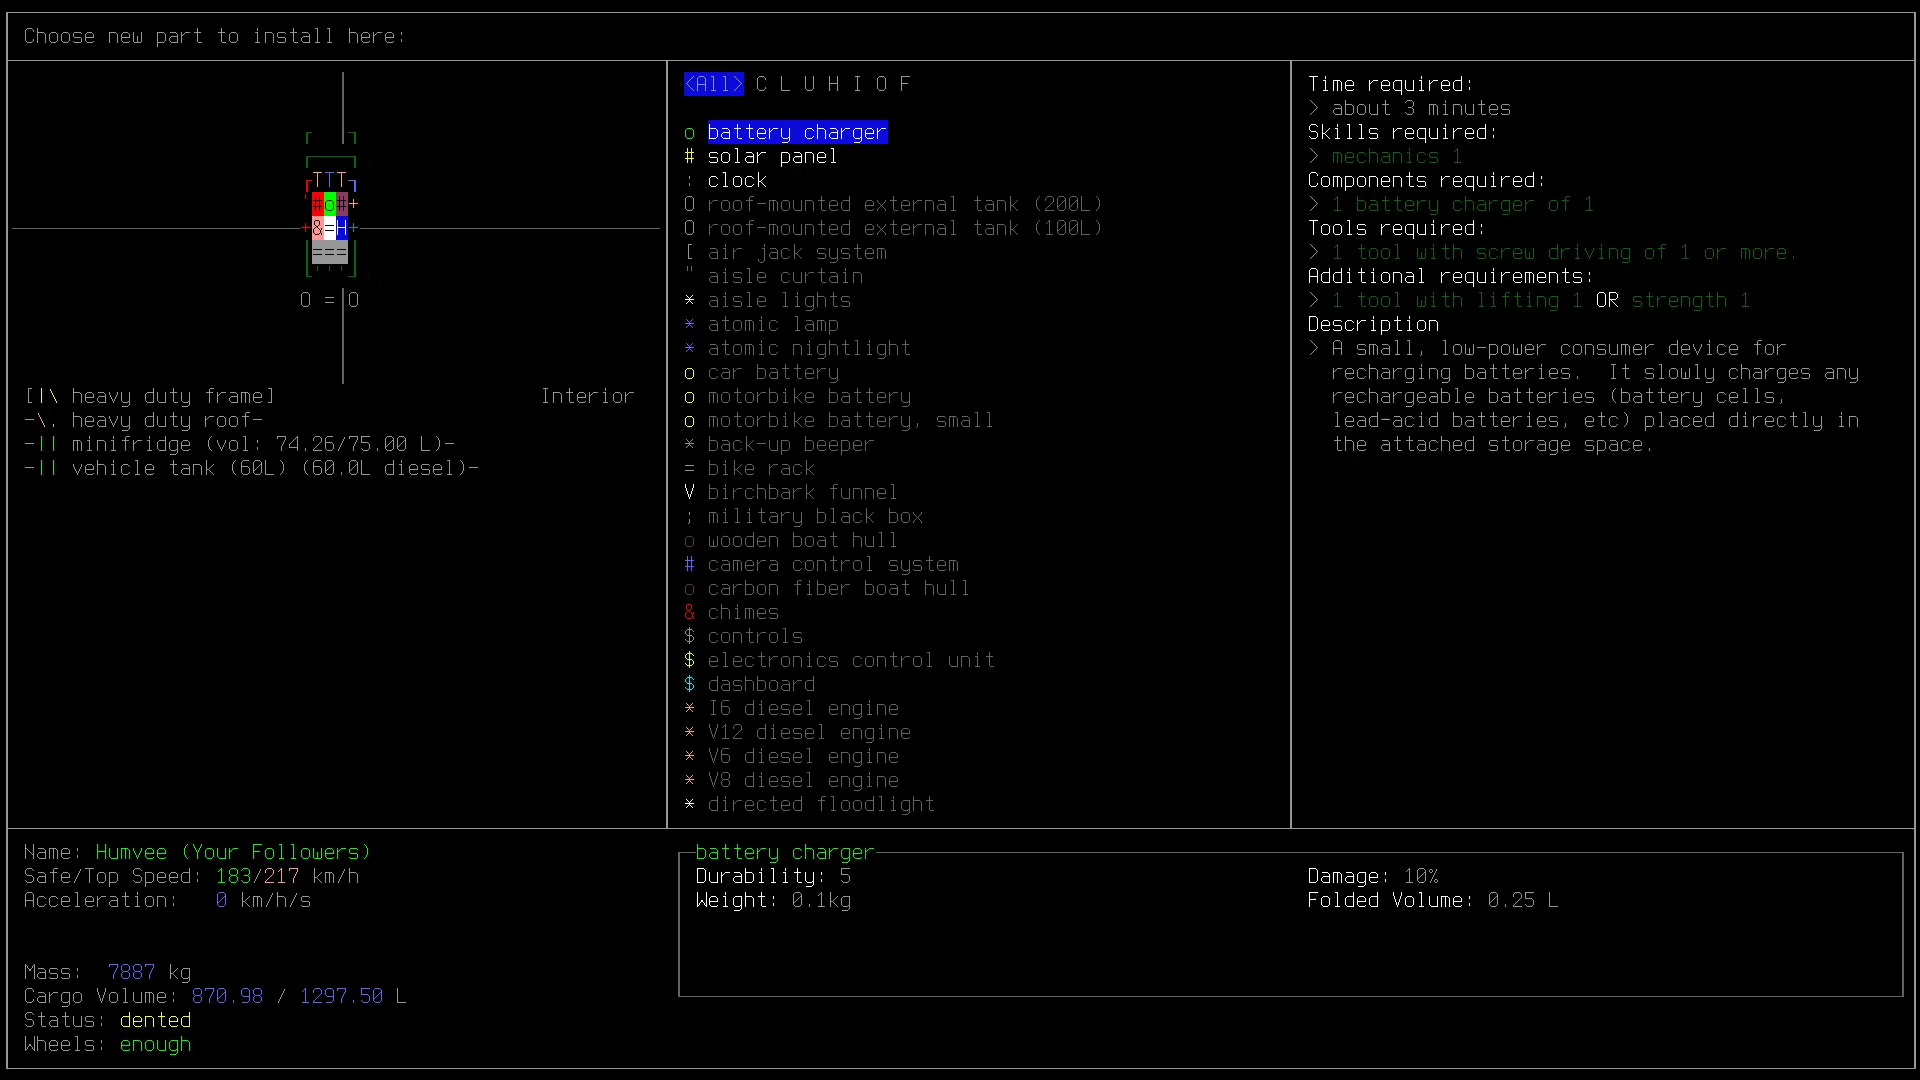 Choose new part to install here:
<All> C L U H I O F
o battery charger
# solar panel
: clock
O roof-mounted external tank (200L)
O roof-mounted external tank (100L)
[ air jack system
" aisle curtain
* aisle lights
* atomic lamp
* atomic nightlight
o car battery
o motorbike battery
o motorbike battery, small
* back-up beeper
= bike rack
V birchbark funnel
; military black box
o wooden boat hull
# camera control system
o carbon fiber boat hull
& chimes
$ controls
$ electronics control unit
$ dashboard
* I6 diesel engine
* V12 diesel engine
* V6 diesel engine
* V8 diesel engine
* directed floodlight
TTT
#o#+
+&=H+
===
O = O
[|\ heavy duty frame] Interior
-\. heavy duty roof-
-|| minifridge (vol: 74.26/75.00 L)-
-|| vehicle tank (60L) (60.0L diesel)-
Time required:
> about 3 minutes
Skills required:
> mechanics 1
Components required:
> 1 battery charger of 1
Tools required:
> 1 tool with screw driving of 1 or more.
Additional requirements:
> 1 tool with lifting 1 OR strength 1
Description
> A small, low-power consumer device for
recharging batteries.  It slowly charges any
rechargeable batteries (battery cells,
lead-acid batteries, etc) placed directly in
the attached storage space.
Name: Humvee (Your Followers)
Safe/Top Speed: 183/217 km/h
Acceleration:   0 km/h/s
Mass:  7887 kg
Cargo Volume: 870.98 / 1297.50 L
Status: dented
Wheels: enough
battery charger
Durability: 5
Weight: 0.1kg
Damage: 10%
Folded Volume: 0.25 L